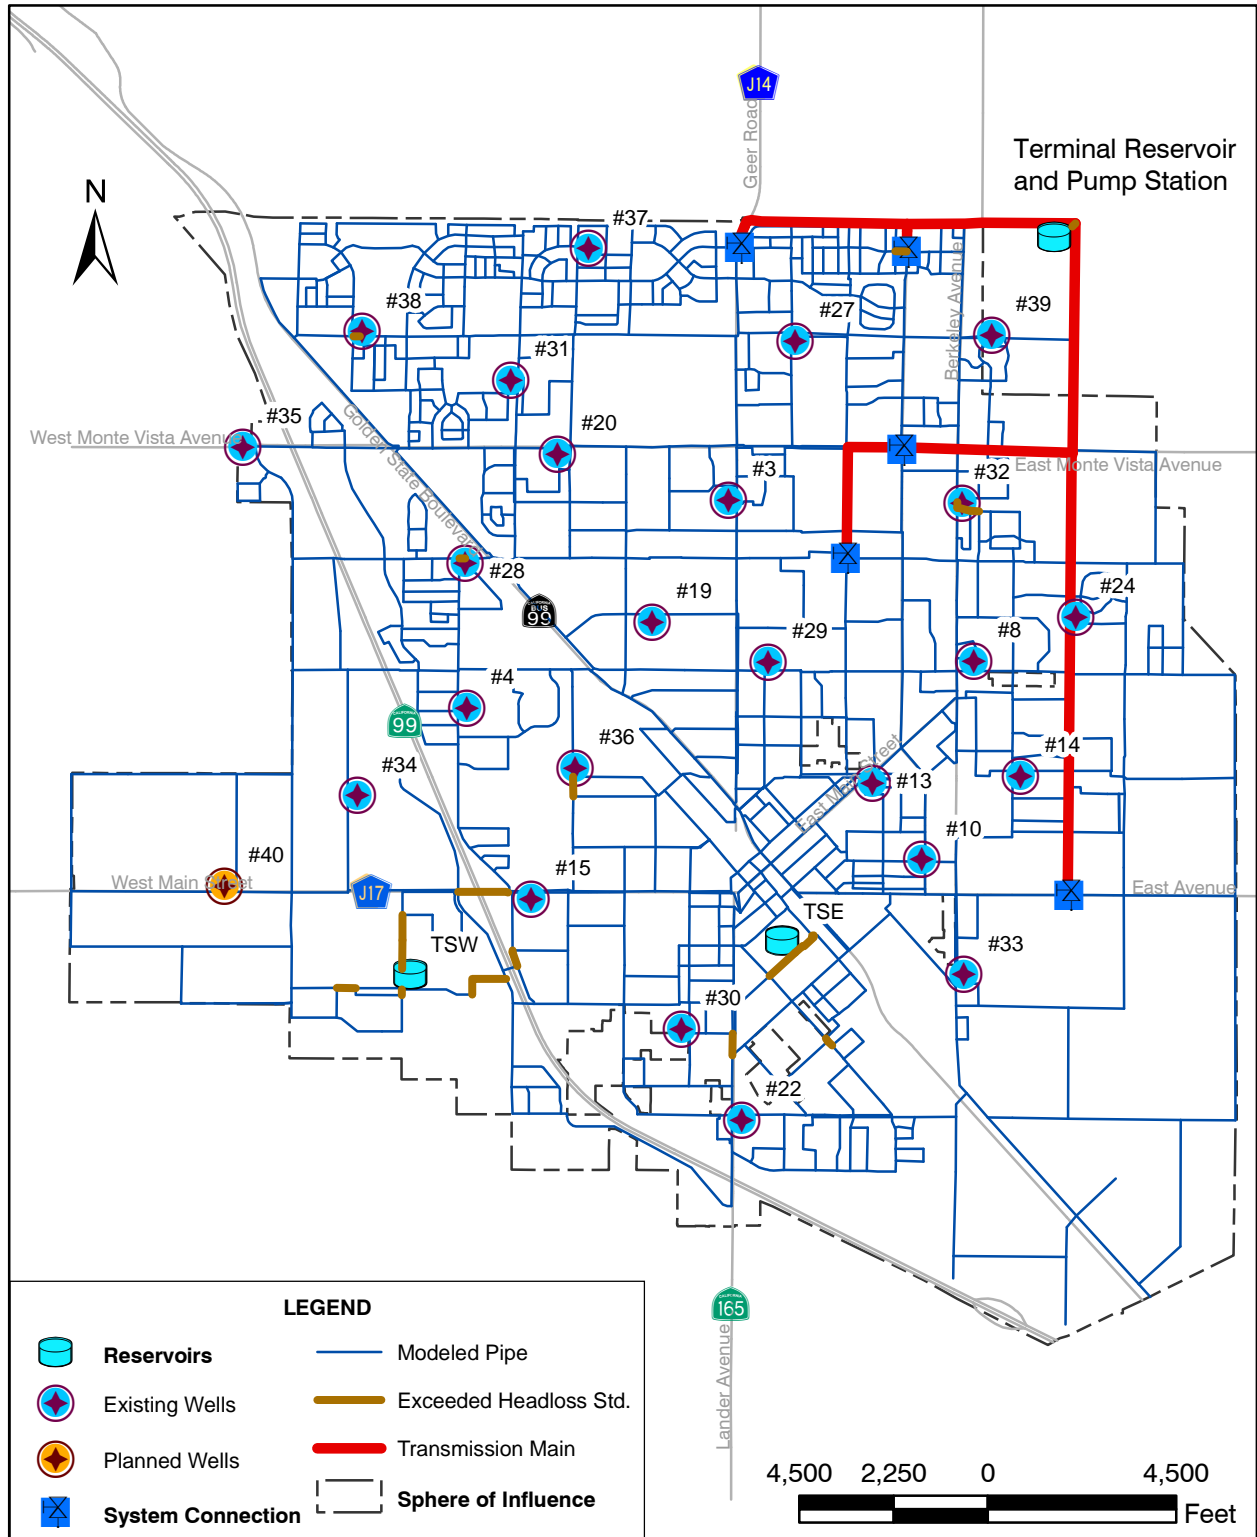 J14
Geer Road
Terminal Reservoir
and Pump Station
N
#37
#38
#27
#39
Berkeley Avenue
#31
#35
Golden State Boulevard
#20
West Monte Vista Avenue
#3
#32
East Monte Vista Avenue
#28
CALIFORNIA
BUS
99
#19
#24
#29
#8
#4
CALIFORNIA
99
#36
#14
#34
East Main Street
#13
#10
#40
#15
West Main Street
J17
East Avenue
TSE
TSW
#33
#30
#22
CALIFORNIA
165
Lander Avenue
LEGEND
Reservoirs
Modeled Pipe
Existing Wells
Exceeded Headloss Std.
Planned Wells
Transmission Main
System Connection
Sphere of Influence
4,500 2,250 0 4,500
Feet